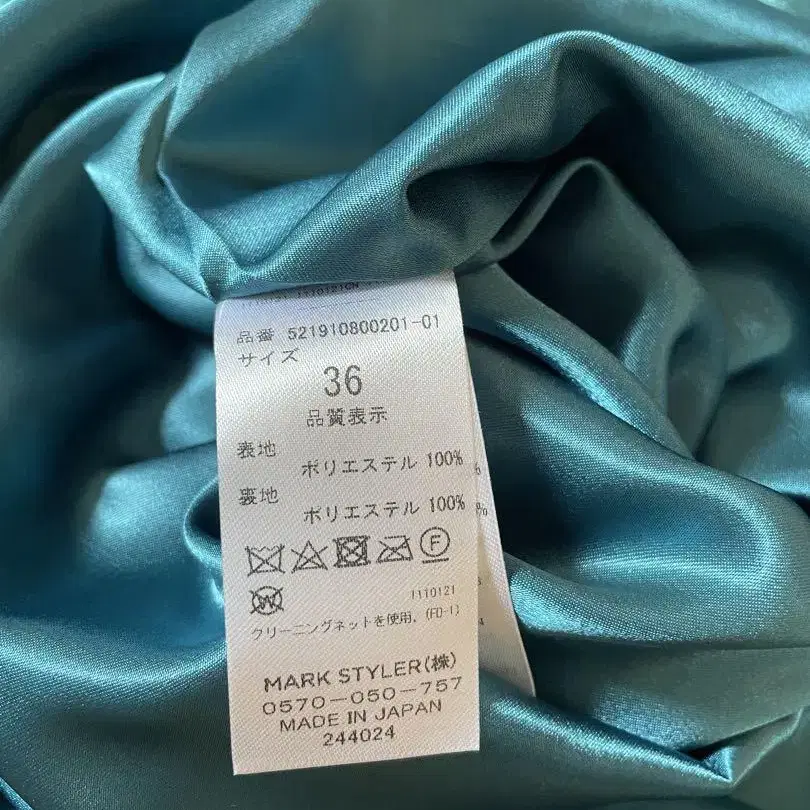 品番 521910800201-01
サイズ
36
品質表示
表地
ポリエステル 100%
裏地
ポリエステル 100%
F
W
1110121
クリーニングネットを使用。(FD-1)
MARK STYLER(株)
0570-050-757
MADE IN JAPAN
244024